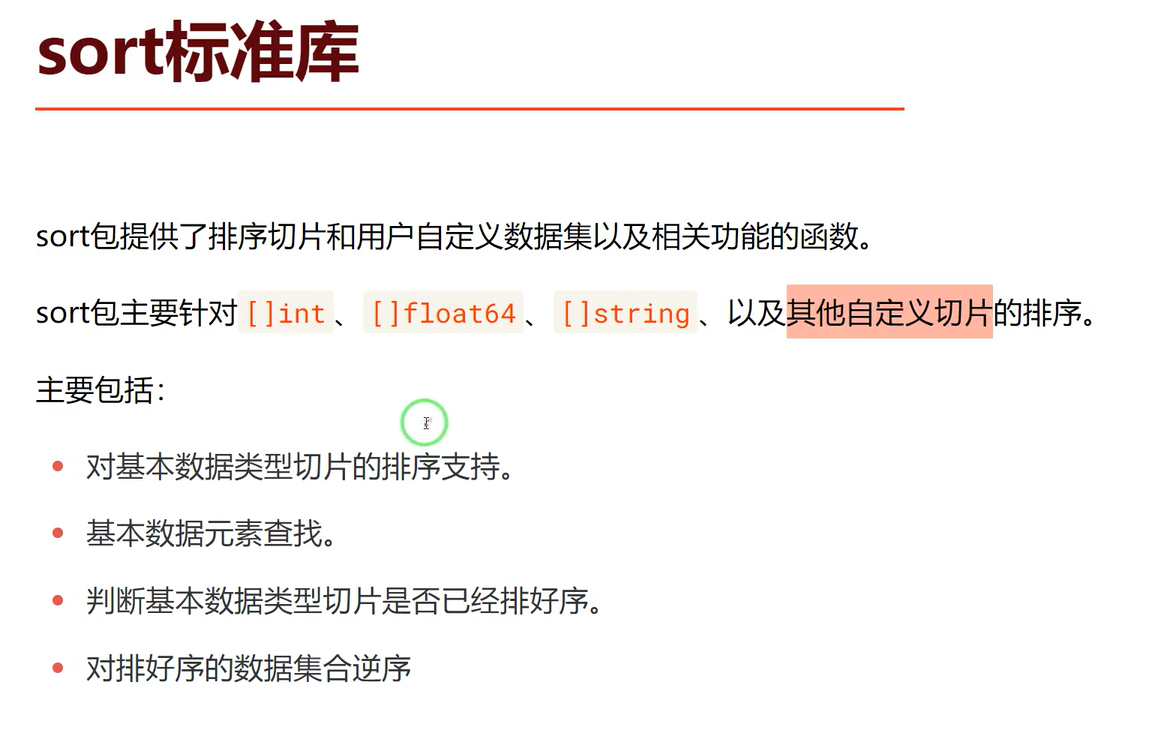 sort标准库
sort包提供了排序切片和用户自定义数据集以及相关功能的函数。
sort包主要针对[]int、[]float64、[]string、以及其他自定义切片的排序。
主要包括：
对基本数据类型切片的排序支持。
基本数据元素查找。
判断基本数据类型切片是否已经排好序。
对排好序的数据集合逆序